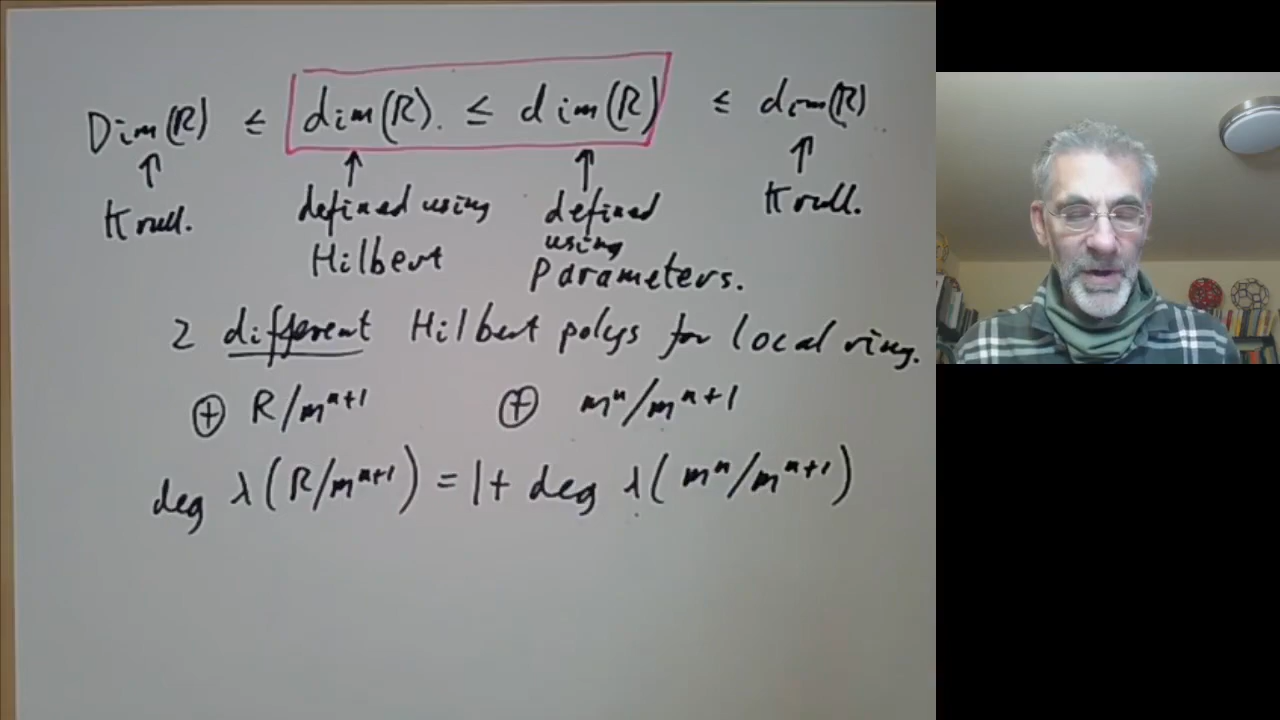 Dim(R) ≤ dim(R). ≤ dim(R) ≤ dim(R)
↑ ↑ ↑ ↑
Krull. defined using Hilbert defined using Parameters. Krull.
2 different Hilbert polys for local ring.
⊕ R/m^{n+1} ⊕ m^n/m^{n+1}
deg λ(R/m^{n+1}) = 1 + deg λ(m^n/m^{n+1})